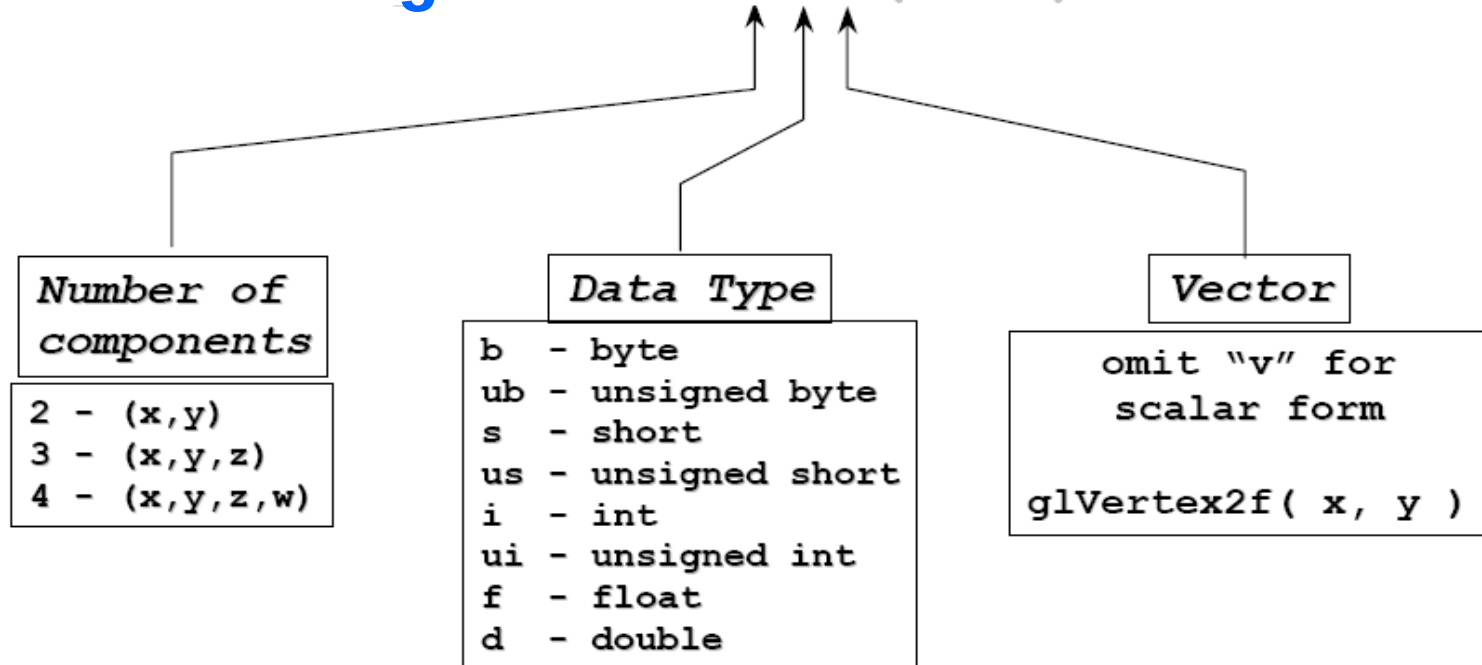 Number of
components
2 - (x,y)
3 - (x,y,z)
4 - (x,y,z,w)
Data Type
b - byte
ub - unsigned byte
s - short
us - unsigned short
i - int
ui - unsigned int
f - float
d - double
Vector
omit “v” for
scalar form
glVertex2f( x, y )